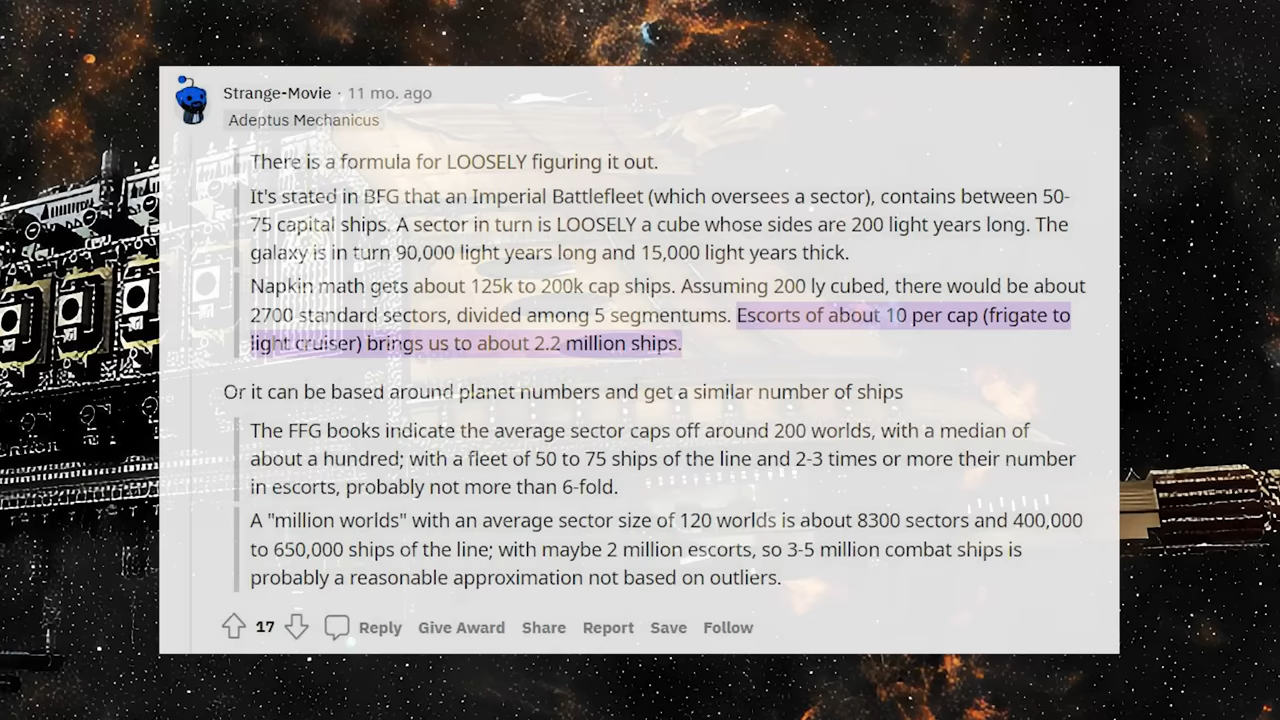 Strange-Movie · 11 mo. ago
Adeptus Mechanicus
There is a formula for LOOSELY figuring it out.
It's stated in BFG that an Imperial Battlefleet (which oversees a sector), contains between 50-
75 capital ships. A sector in turn is LOOSELY a cube whose sides are 200 light years long. The
galaxy is in turn 90,000 light years long and 15,000 light years thick.
Napkin math gets about 125k to 200k cap ships. Assuming 200 ly cubed, there would be about
2700 standard sectors, divided among 5 segmentums. Escorts of about 10 per cap (frigate to
light cruiser) brings us to about 2.2 million ships.
Or it can be based around planet numbers and get a similar number of ships
The FFG books indicate the average sector caps off around 200 worlds, with a median of
about a hundred; with a fleet of 50 to 75 ships of the line and 2-3 times or more their number
in escorts, probably not more than 6-fold.
A "million worlds" with an average sector size of 120 worlds is about 8300 sectors and 400,000
to 650,000 ships of the line; with maybe 2 million escorts, so 3-5 million combat ships is
probably a reasonable approximation not based on outliers.
17 Reply Give Award Share Report Save Follow